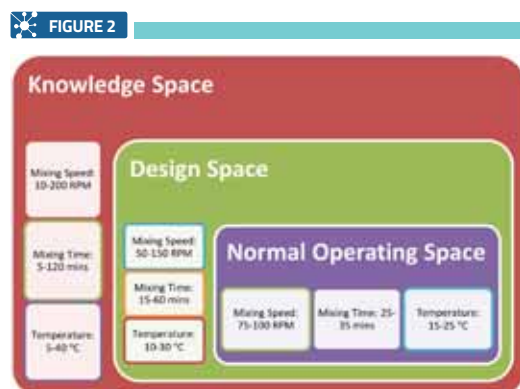 FIGURE 2
Knowledge Space
Mixing Speed:
10-200 RPM
Mixing Time:
5-120 mins
Temperature:
5-40 °C
Design Space
Mixing Speed:
50-150 RPM
Mixing Time:
15-60 mins
Temperature:
10-30 °C
Normal Operating Space
Mixing Speed:
75-100 RPM
Mixing Time: 25-
35 mins
Temperature:
15-25 °C